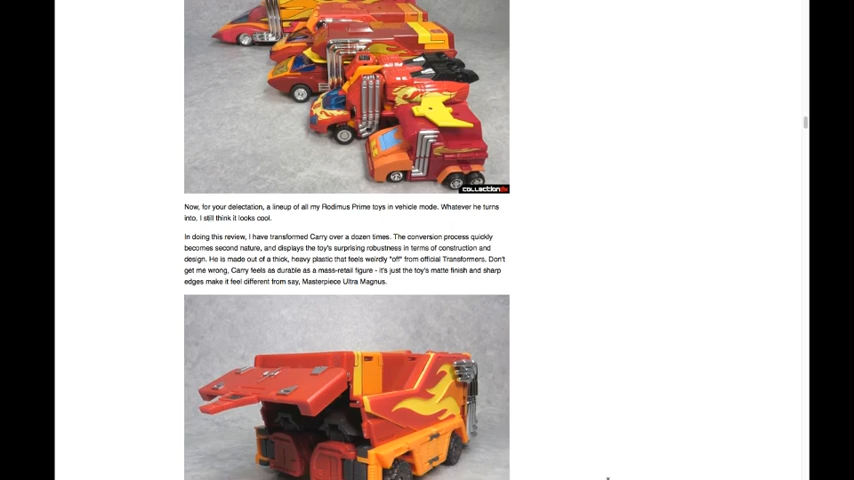 COLLECTIONDX
Now, for your delectation, a lineup of all my Rodimus Prime toys in vehicle mode. Whatever he turns
into, I still think it looks cool.
In doing this review, I have transformed Carry over a dozen times. The conversion process quickly
becomes second nature, and displays the toy's surprising robustness in terms of construction and
design. He is made out of a thick, heavy plastic that feels weirdly "off" from official Transformers. Don't
get me wrong, Carry feels as durable as a mass-retail figure - it's just the toy's matte finish and sharp
edges make it feel different from say, Masterpiece Ultra Magnus.